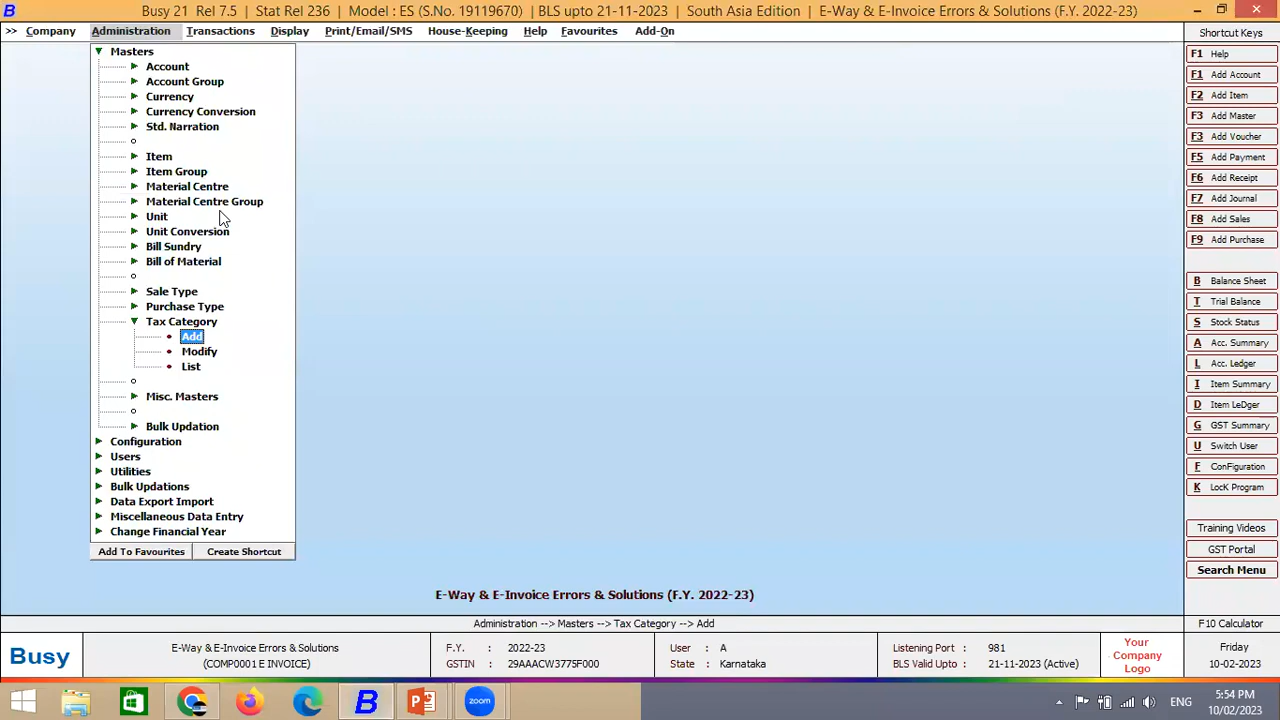 Busy 21 Rel 7.5 | Stat Rel 236 | Model : ES (S.No. 19119670) | BLS upto 21-11-2023 | South Asia Edition | E-Way & E-Invoice Errors & Solutions (F.Y. 2022-23)
>> Company Administration Transactions Display Print/Email/SMS House-Keeping Help Favourites Add-On
Masters
Account
Account Group
Currency
Currency Conversion
Std. Narration
Item
Item Group
Material Centre
Material Centre Group
Unit
Unit Conversion
Bill Sundry
Bill of Material
Sale Type
Purchase Type
Tax Category
Add
Modify
List
Misc. Masters
Bulk Updation
Configuration
Users
Utilities
Bulk Updations
Data Export Import
Miscellaneous Data Entry
Change Financial Year
Add To Favourites Create Shortcut
Shortcut Keys
F1 Help
F1 Add Account
F2 Add Item
F3 Add Master
F3 Add Voucher
F5 Add Payment
F6 Add Receipt
F7 Add Journal
F8 Add Sales
F9 Add Purchase
B Balance Sheet
T Trial Balance
S Stock Status
A Acc. Summary
L Acc. Ledger
I Item Summary
D Item LeDger
G GST Summary
U Switch User
F ConFiguration
K LocK Program
Training Videos
GST Portal
Search Menu
E-Way & E-Invoice Errors & Solutions (F.Y. 2022-23)
Administration --> Masters --> Tax Category --> Add
F10 Calculator
Busy
E-Way & E-Invoice Errors & Solutions
(COMP0001 E INVOICE)
F.Y. : 2022-23
GSTIN : 29AAACW3775F000
User : A
State : Karnataka
Listening Port : 981
BLS Valid Upto : 21-11-2023 (Active)
Your
Company
Logo
Friday
10-02-2023
zoom
ENG
5:54 PM
10/02/2023